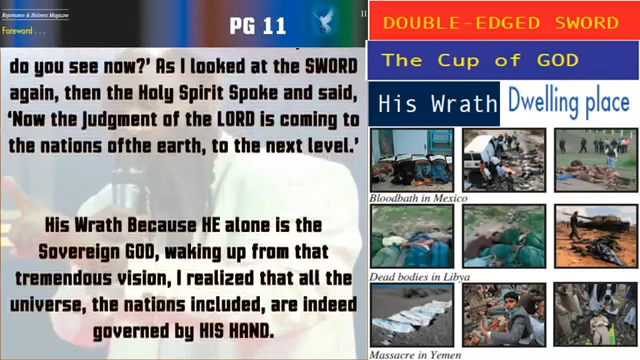 Repentance & Holiness Magazine
Foreword . . .
PG 11
11
do you see now?' As I looked at the SWORD
again, then the Holy Spirit Spoke and said,
'Now the Judgment of the LORD is coming to
the nations ofthe earth, to the next level.'
His Wrath Because HE alone is the
Sovereign GOD, waking up from that
tremendous vision, I realized that all the
universe, the nations included, are indeed
governed by HIS HAND.
DOUBLE-EDGED SWORD
The Cup of GOD
His Wrath
Dwelling place
Bloodbath in Mexico
Dead bodies in Libya
Massacre in Yemen